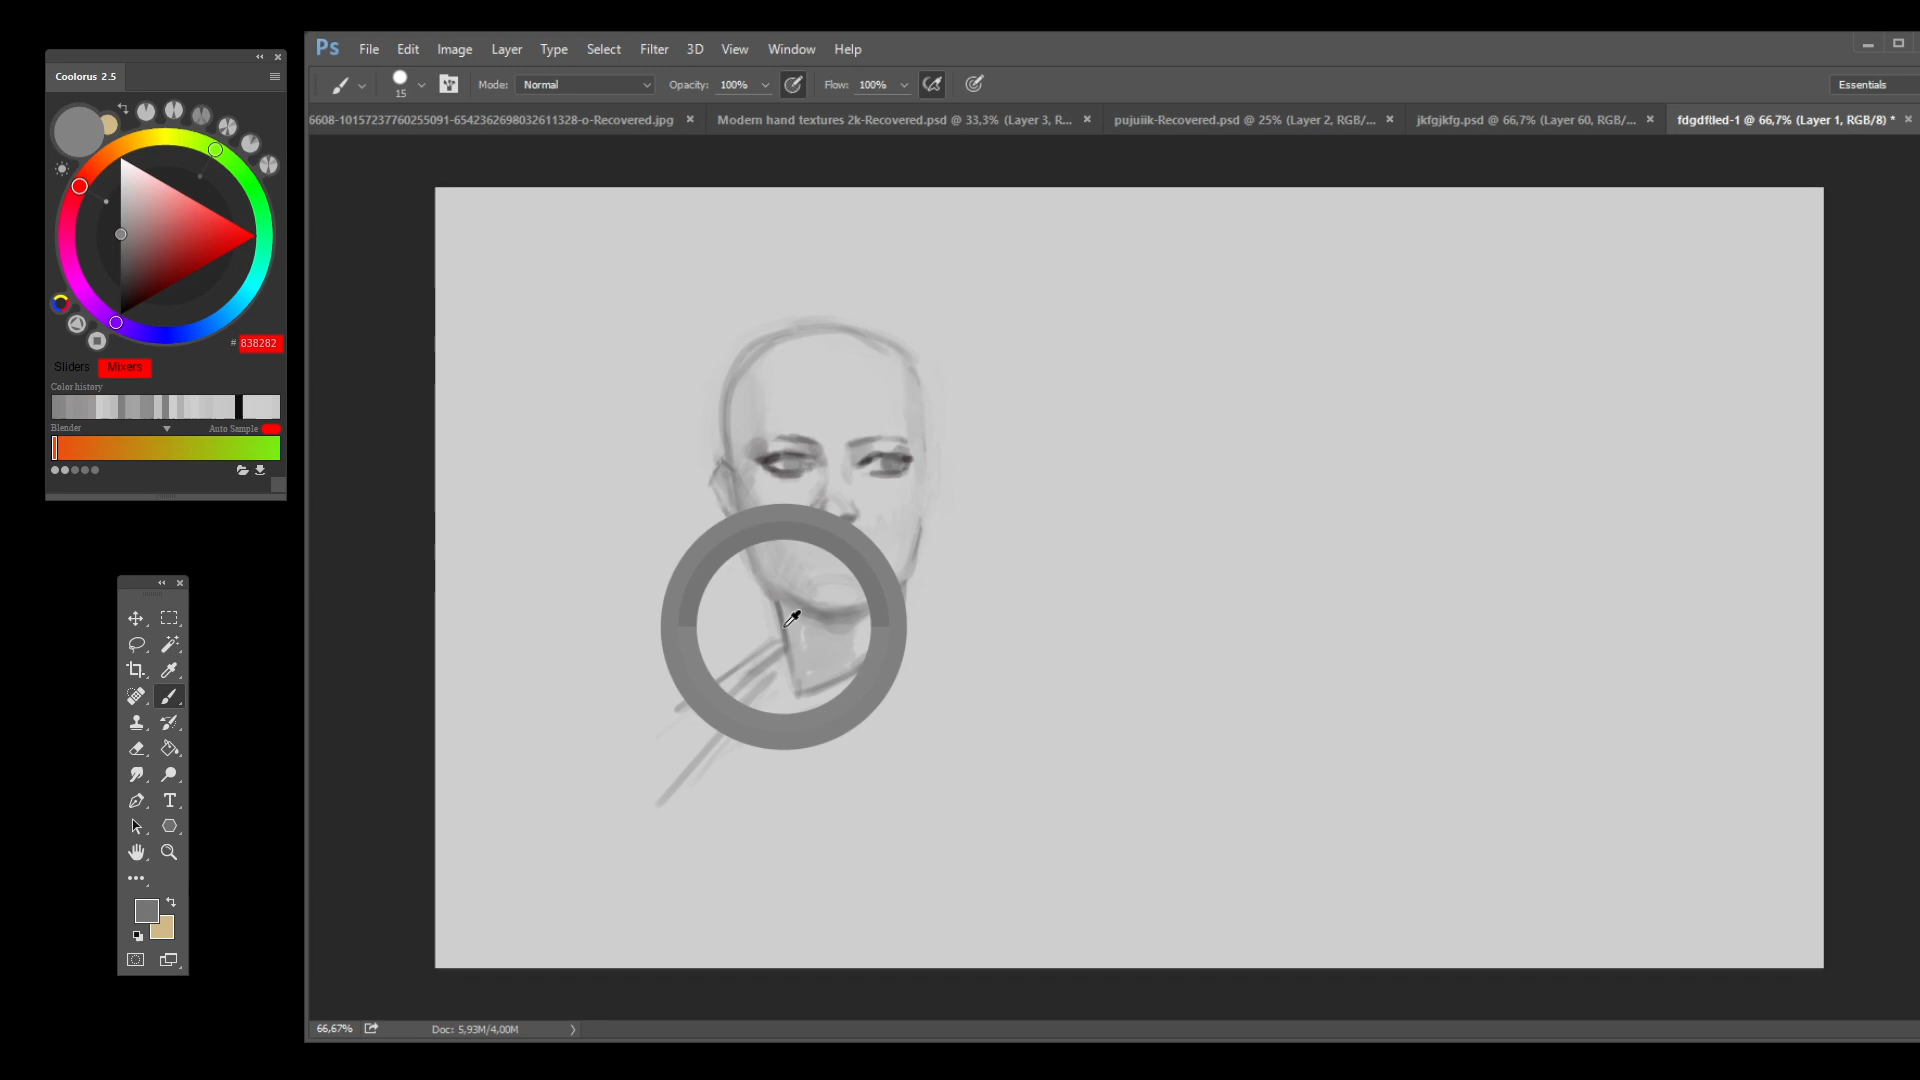 Coolorus 2.5
# 838282
Sliders Mixers
Color history
Blender Auto Sample
Ps File Edit Image Layer Type Select Filter 3D View Window Help
15 Mode: Normal Opacity: 100% Flow: 100% Essentials
6608-10157237760255091-6542362698032611328-o-Recovered.jpg Modern hand textures 2k-Recovered.psd @ 33,3% (Layer 3, R... pujuiik-Recovered.psd @ 25% (Layer 2, RGB/... jkfgjkfg.psd @ 66,7% (Layer 60, RGB/... fdgdftled-1 @ 66,7% (Layer 1, RGB/8) *
66,67% Doc: 5,93M/4,00M